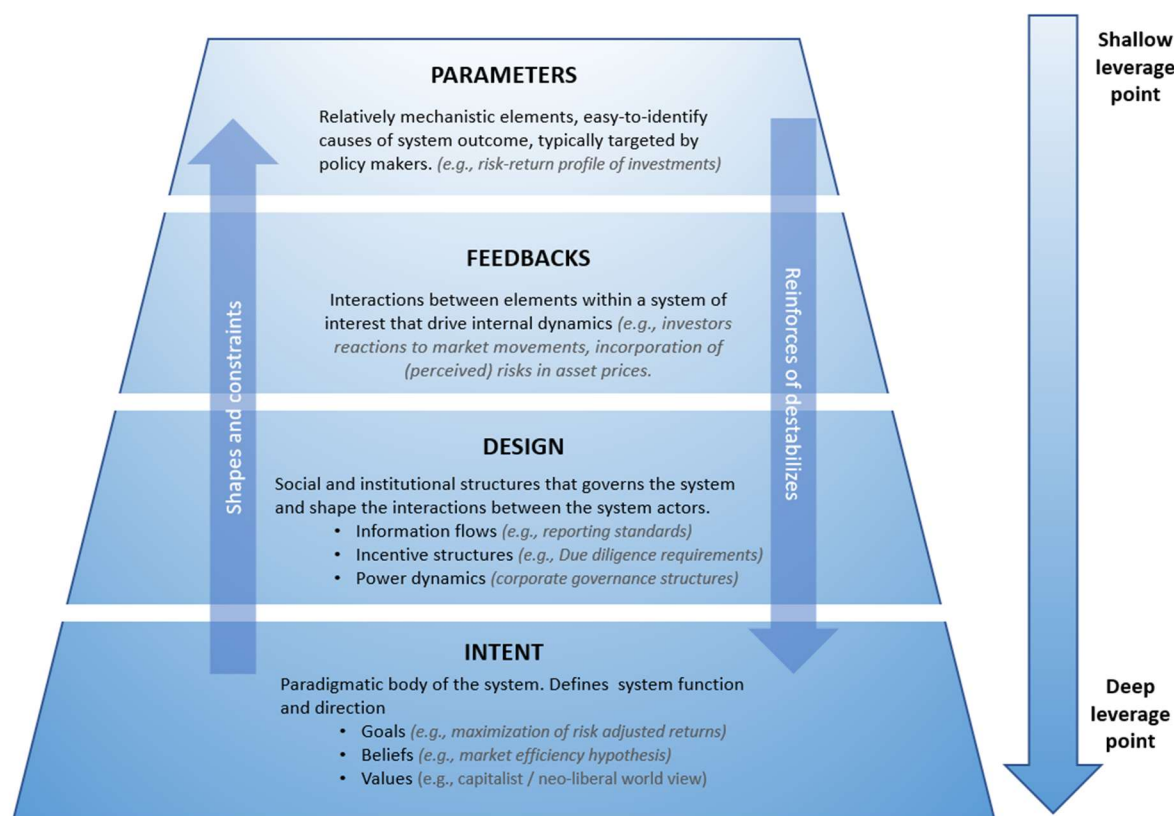 PARAMETERS
Relatively mechanistic elements, easy-to-identify
causes of system outcome, typically targeted by
policy makers. (e.g., risk-return profile of investments)
FEEDBACKS
Interactions between elements within a system of
interest that drive internal dynamics (e.g., investors
reactions to market movements, incorporation of
(perceived) risks in asset prices.
DESIGN
Social and institutional structures that governs the system
and shape the interactions between the system actors.
• Information flows (e.g., reporting standards)
• Incentive structures (e.g., Due diligence requirements)
• Power dynamics (corporate governance structures)
INTENT
Paradigmatic body of the system. Defines system function
and direction
• Goals (e.g., maximization of risk adjusted returns)
• Beliefs (e.g., market efficiency hypothesis)
• Values (e.g., capitalist / neo-liberal world view)
Shapes and constraints
Reinforces of destabilizes
Shallow
leverage
point
Deep
leverage
point